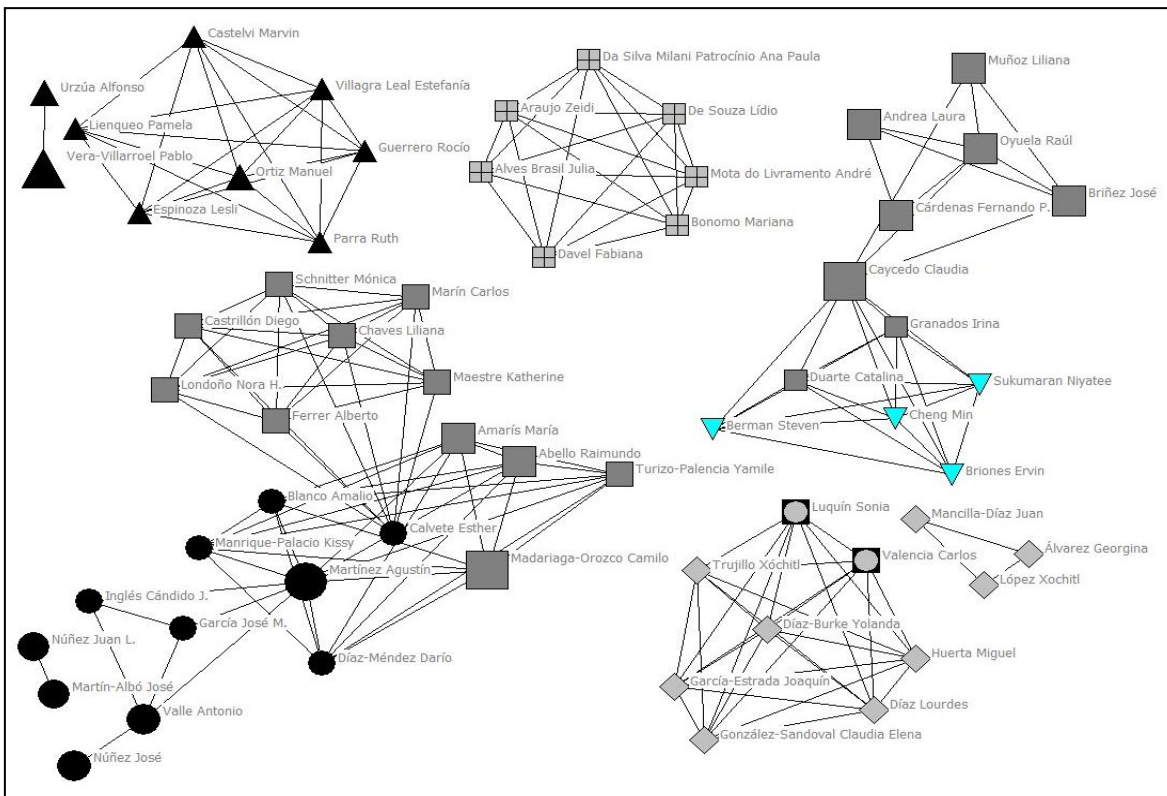 Castelvi Marvin
Urzúa Alfonso
Villagra Leal Estefanía
Lienqueo Pamela
Guerrero Rocío
Vera-Villarroel Pablo
Ortiz Manuel
Espinoza Lesli
Parra Ruth
Da Silva Milani Patrocínio Ana Paula
Araujo Zeidi
De Souza Lídio
Alves Brasil Julia
Mota do Livramento André
Bonomo Mariana
Davel Fabiana
Muñoz Liliana
Andrea Laura
Oyuela Raúl
Briñez José
Cárdenas Fernando P.
Caycedo Claudia
Granados Irina
Duarte Catalina
Sukumaran Niyatee
Cheng Min
Berman Steven
Briones Ervin
Schnitter Mónica
Marín Carlos
Castrillón Diego
Chaves Liliana
Londoño Nora H.
Maestre Katherine
Ferrer Alberto
Amarís María
Abello Raimundo
Turizo-Palencia Yamile
Blanco Amalio
Calvete Esther
Manrique-Palacio Kissy
Madariaga-Orozco Camilo
Martínez Agustín
Inglés Cándido J.
García José M.
Núñez Juan L.
Díaz-Méndez Darío
Martín-Albó José
Valle Antonio
Núñez José
Luquín Sonia
Mancilla-Díaz Juan
Valencia Carlos
Álvarez Georgina
Trujillo Xóchitl
López Xochitl
Díaz-Burke Yolanda
Huerta Miguel
García-Estrada Joaquín
Díaz Lourdes
González-Sandoval Claudia Elena